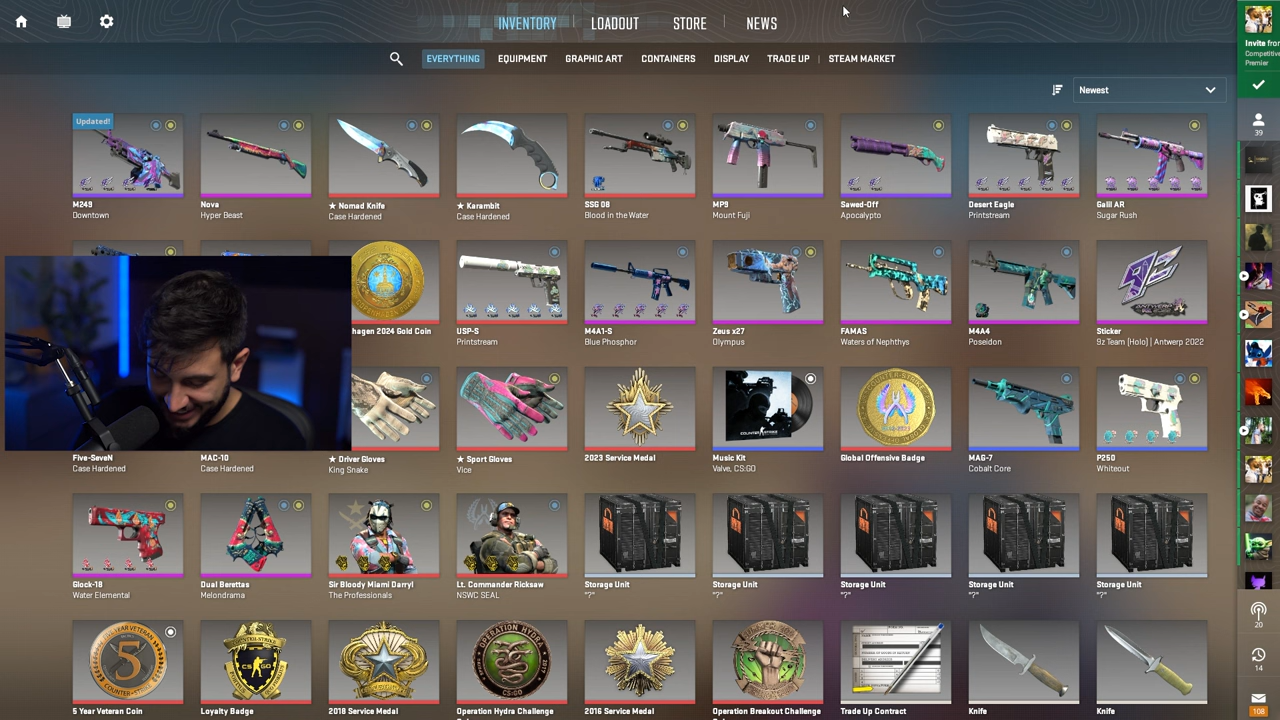 INVENTORY
LOADOUT
STORE
NEWS
Invite from
Competitive
Premier
EVERYTHING
EQUIPMENT
GRAPHIC ART
CONTAINERS
DISPLAY
TRADE UP
STEAM MARKET
Newest
39
Updated!
M249
Downtown
Nova
Hyper Beast
★ Nomad Knife
Case Hardened
★ Karambit
Case Hardened
SSG 08
Blood in the Water
MP9
Mount Fuji
Sawed-Off
Apocalypto
Desert Eagle
Printstream
Galil AR
Sugar Rush
hagen 2024 Gold Coin
USP-S
Printstream
M4A1-S
Blue Phosphor
Zeus x27
Olympus
FAMAS
Waters of Nephthys
M4A4
Poseidon
Sticker
9z Team (Holo) | Antwerp 2022
Five-SeveN
Case Hardened
MAC-10
Case Hardened
★ Driver Gloves
King Snake
★ Sport Gloves
Vice
2023 Service Medal
COUNTER STRIKE
Music Kit
Valve, CS:GO
Global Offensive Badge
MAG-7
Cobalt Core
P250
Whiteout
Glock-18
Water Elemental
Dual Berettas
Melondrama
Sir Bloody Miami Darryl
The Professionals
Lt. Commander Ricksaw
NSWC SEAL
Storage Unit
"?"
Storage Unit
"?"
Storage Unit
"?"
Storage Unit
"?"
Storage Unit
"?"
5 Year Veteran Coin
Loyalty Badge
2018 Service Medal
Operation Hydra Challenge
2016 Service Medal
Operation Breakout Challenge
Trade Up Contract
Knife
Knife
20
14
108